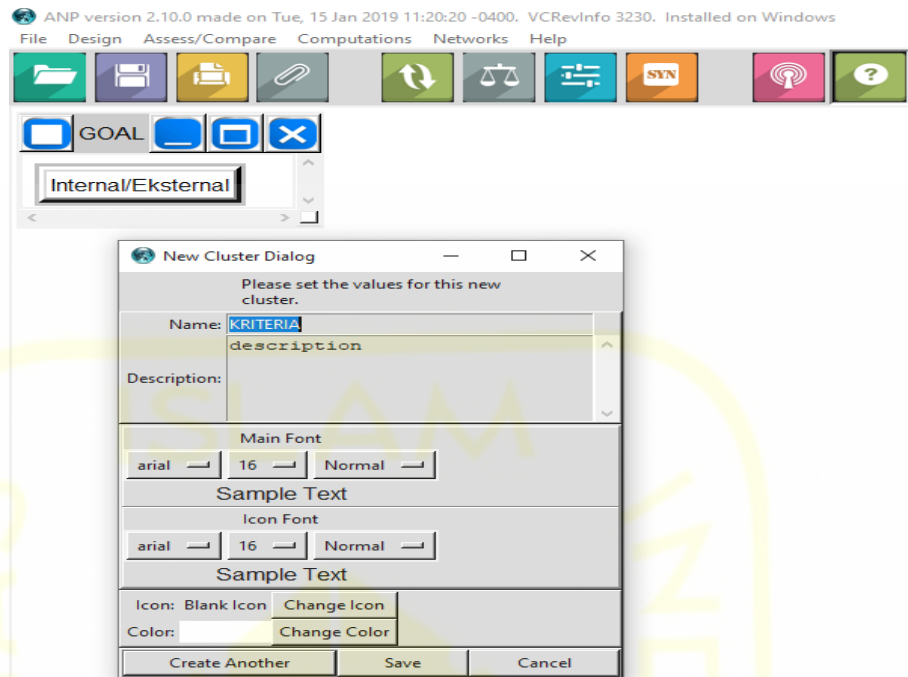 ANP version 2.10.0 made on Tue, 15 Jan 2019 11:20:20 -0400. VCRevInfo 3230. Installed on Windows
File Design Assess/Compare Computations Networks Help
SYN ?
GOAL
Internal/Eksternal
New Cluster Dialog
Please set the values for this new
cluster.
Name: KRITERIA
description
Description:
Main Font
arial 16 Normal
Sample Text
Icon Font
arial 16 Normal
Sample Text
Icon: Blank Icon Change Icon
Color: Change Color
Create Another Save Cancel
ISLAM